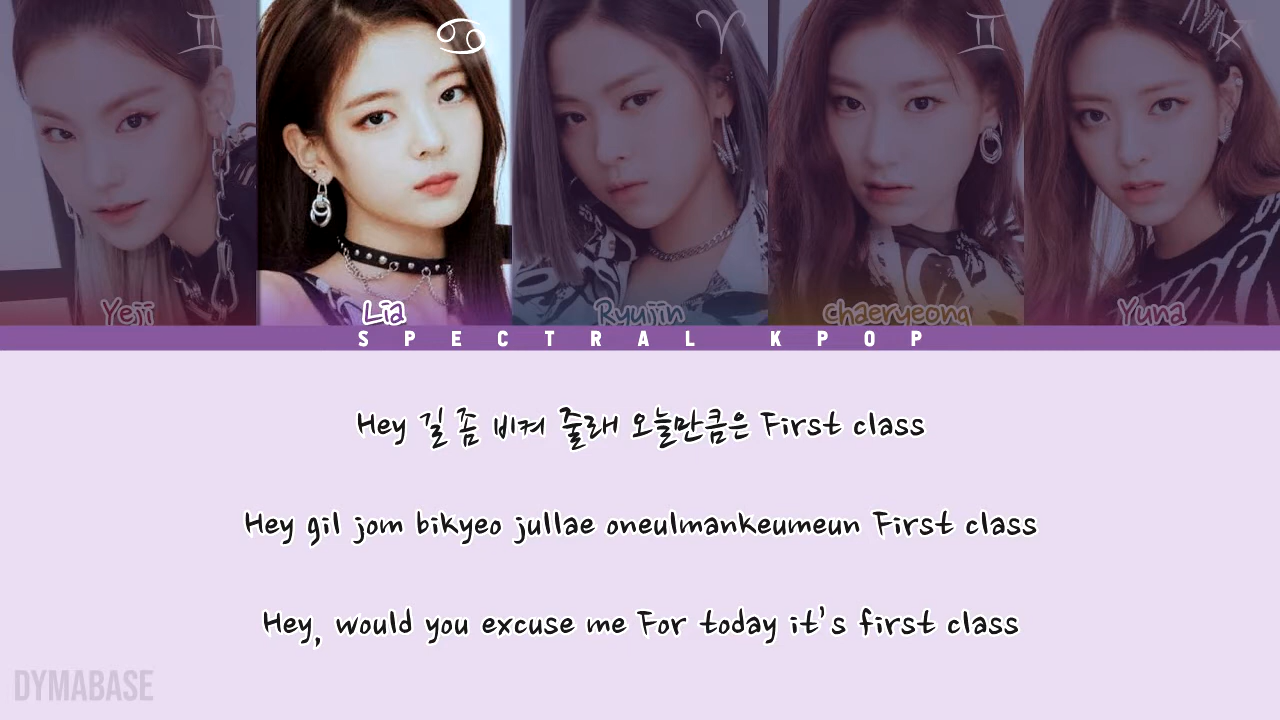 Yeji Lia Ryujin chaeryeong Yuna
SPECTRAL KPOP
Hey 길 좀 비켜 줄래 오늘만큼은 First class
Hey gil jom bikyeo jullae oneulmankeumeun First class
Hey, would you excuse me For today it's first class
DYMABASE